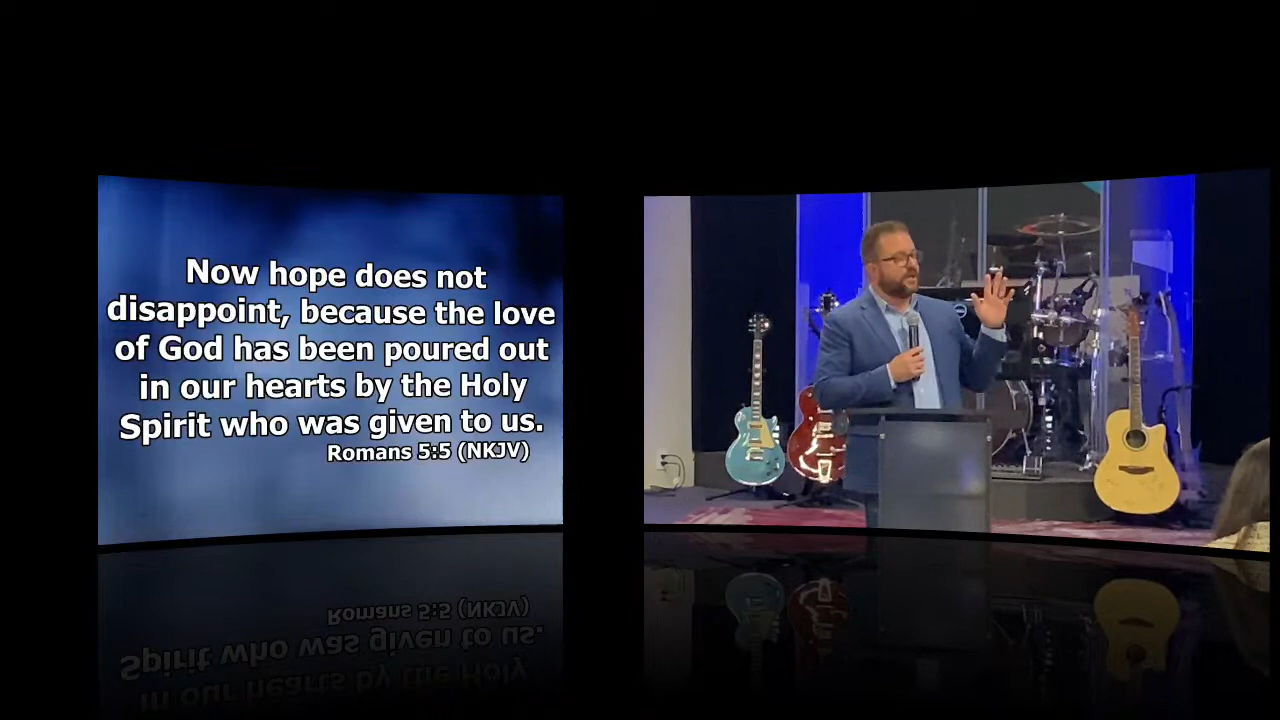 Now hope does not
disappoint, because the love
of God has been poured out
in our hearts by the Holy
Spirit who was given to us.
Romans 5:5 (NKJV)